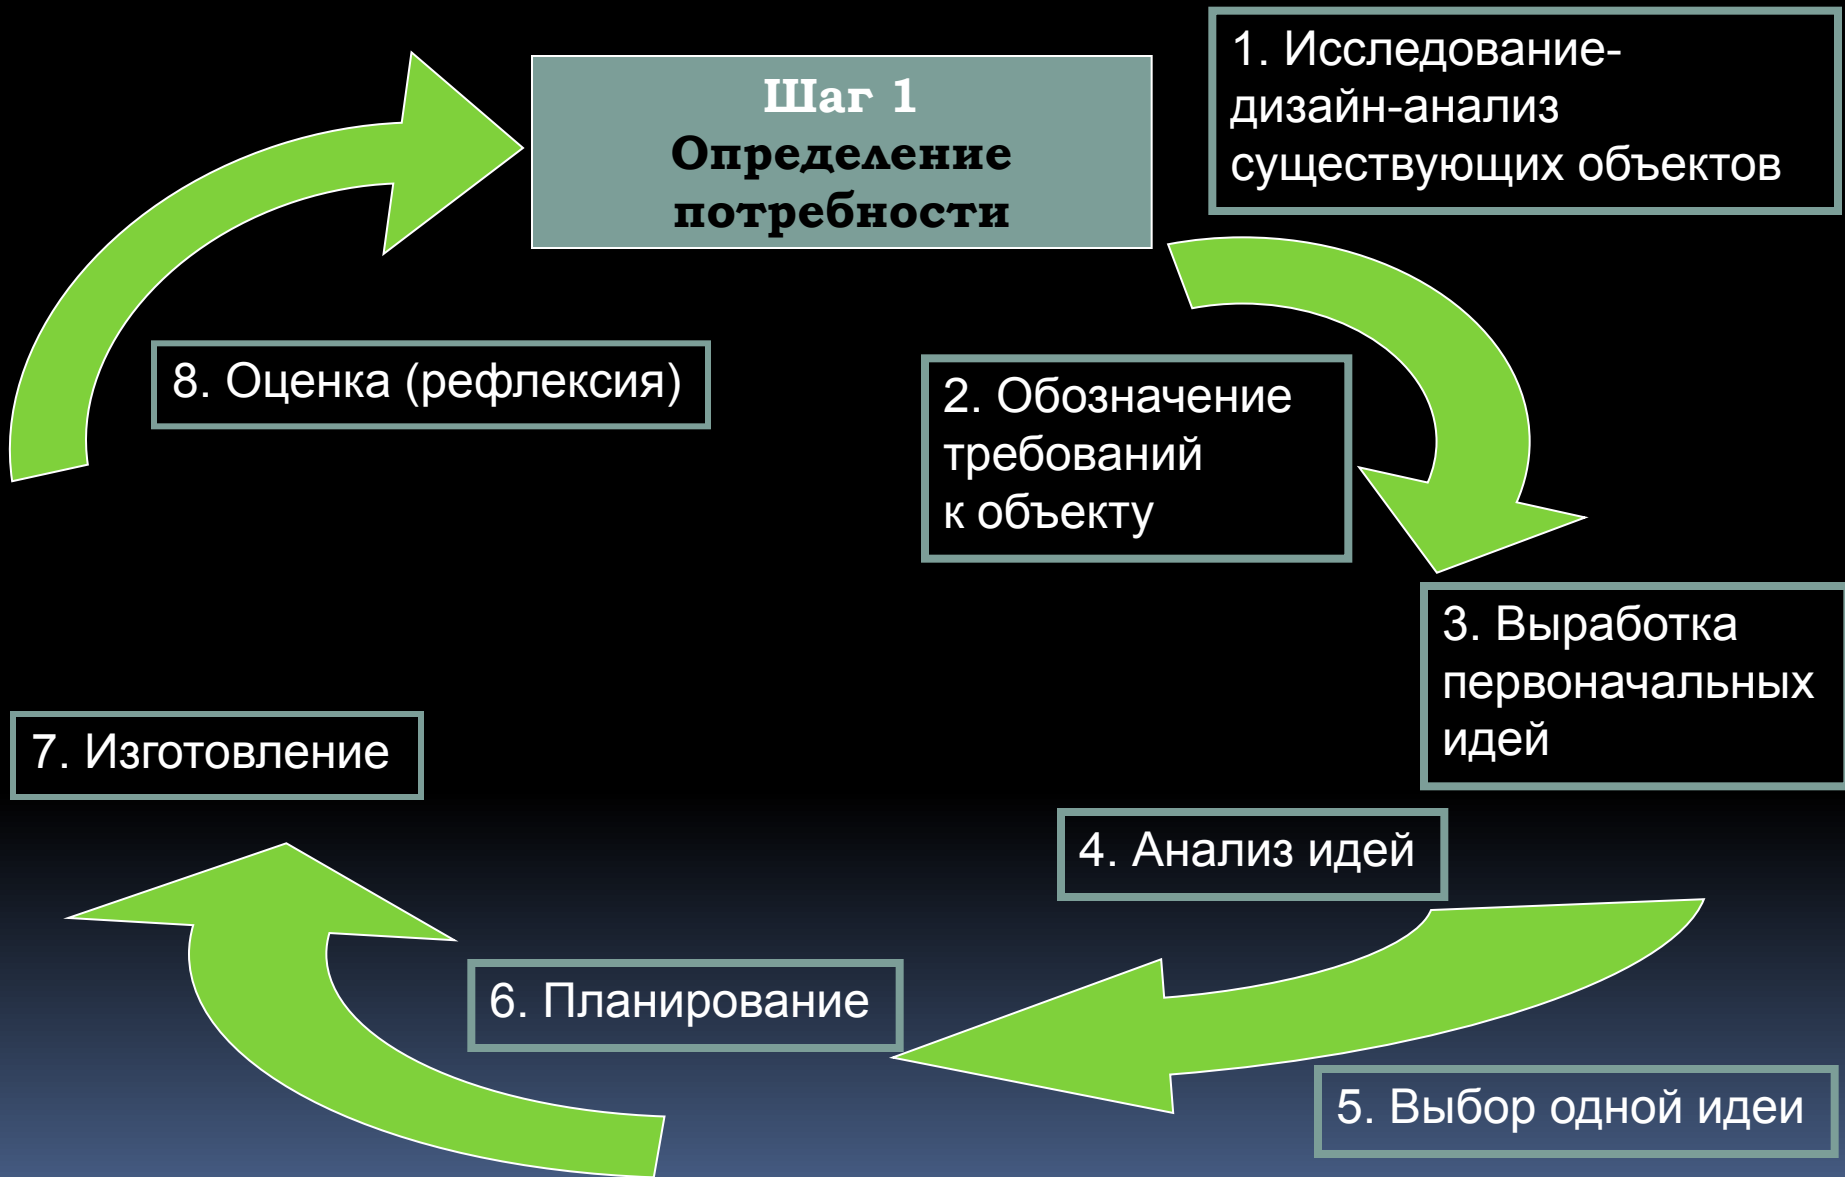 Шаг 1
Определение
потребности
1. Исследование-
дизайн-анализ
существующих объектов
2. Обозначение
требований
к объекту
3. Выработка
первоначальных
идей
4. Анализ идей
5. Выбор одной идеи
6. Планирование
7. Изготовление
8. Оценка (рефлексия)